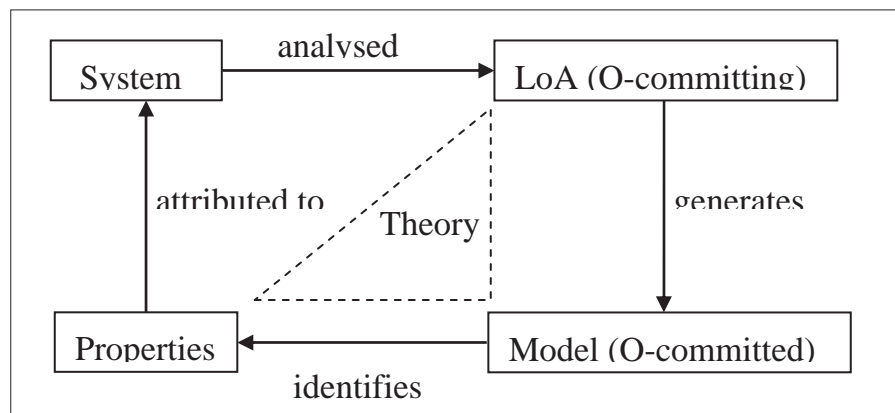 analysed
System
LoA (O-committing)
attributed to
generates
Theory
Properties
Model (O-committed)
identifies